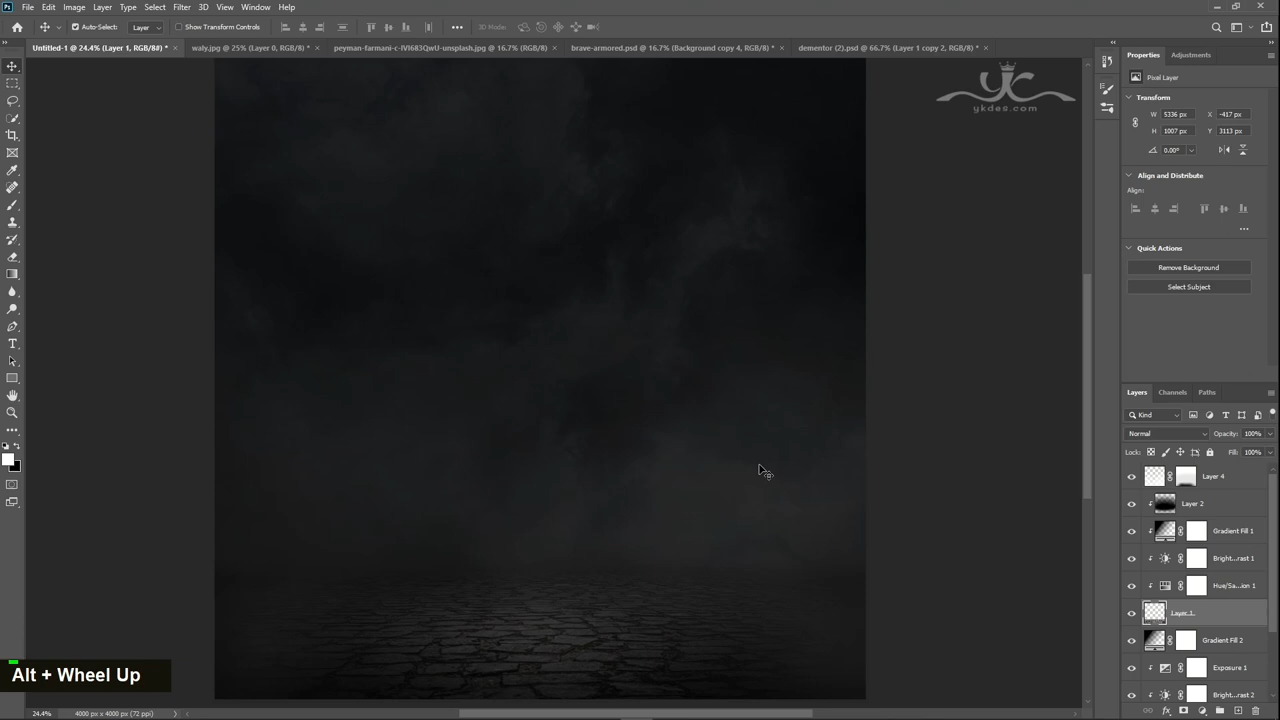 File Edit Image Layer Type Select Filter 3D View Window Help
Auto-Select: Layer Show Transform Controls 3D Mode:
Untitled-1 @ 24.4% (Layer 1, RGB/8#) * × waly.jpg @ 25% (Layer 0, RGB/8) * × peyman-farmani-c-IVI683QwU-unsplash.jpg @ 16.7% (RGB/8) × brave-armored.psd @ 16.7% (Background copy 4, RGB/8) * × dementor (2).psd @ 66.7% (Layer 1 copy 2, RGB/8) * ×
Properties Adjustments
Pixel Layer
Transform
W 5336 px X -417 px
H 1007 px Y 3113 px
0.00°
Align and Distribute
Align:
Quick Actions
Remove Background
Select Subject
yc
ykdes.com
Layers Channels Paths
Kind
Normal Opacity: 100%
Lock: Fill: 100%
Layer 4
Layer 2
Gradient Fill 1
Bright...rast 1
Hue/Sa...ion 1
Layer 1
Gradient Fill 2
Exposure 1
Bright...rast 2
Alt + Wheel Up
24.4% 4000 px x 4000 px (72 ppi)